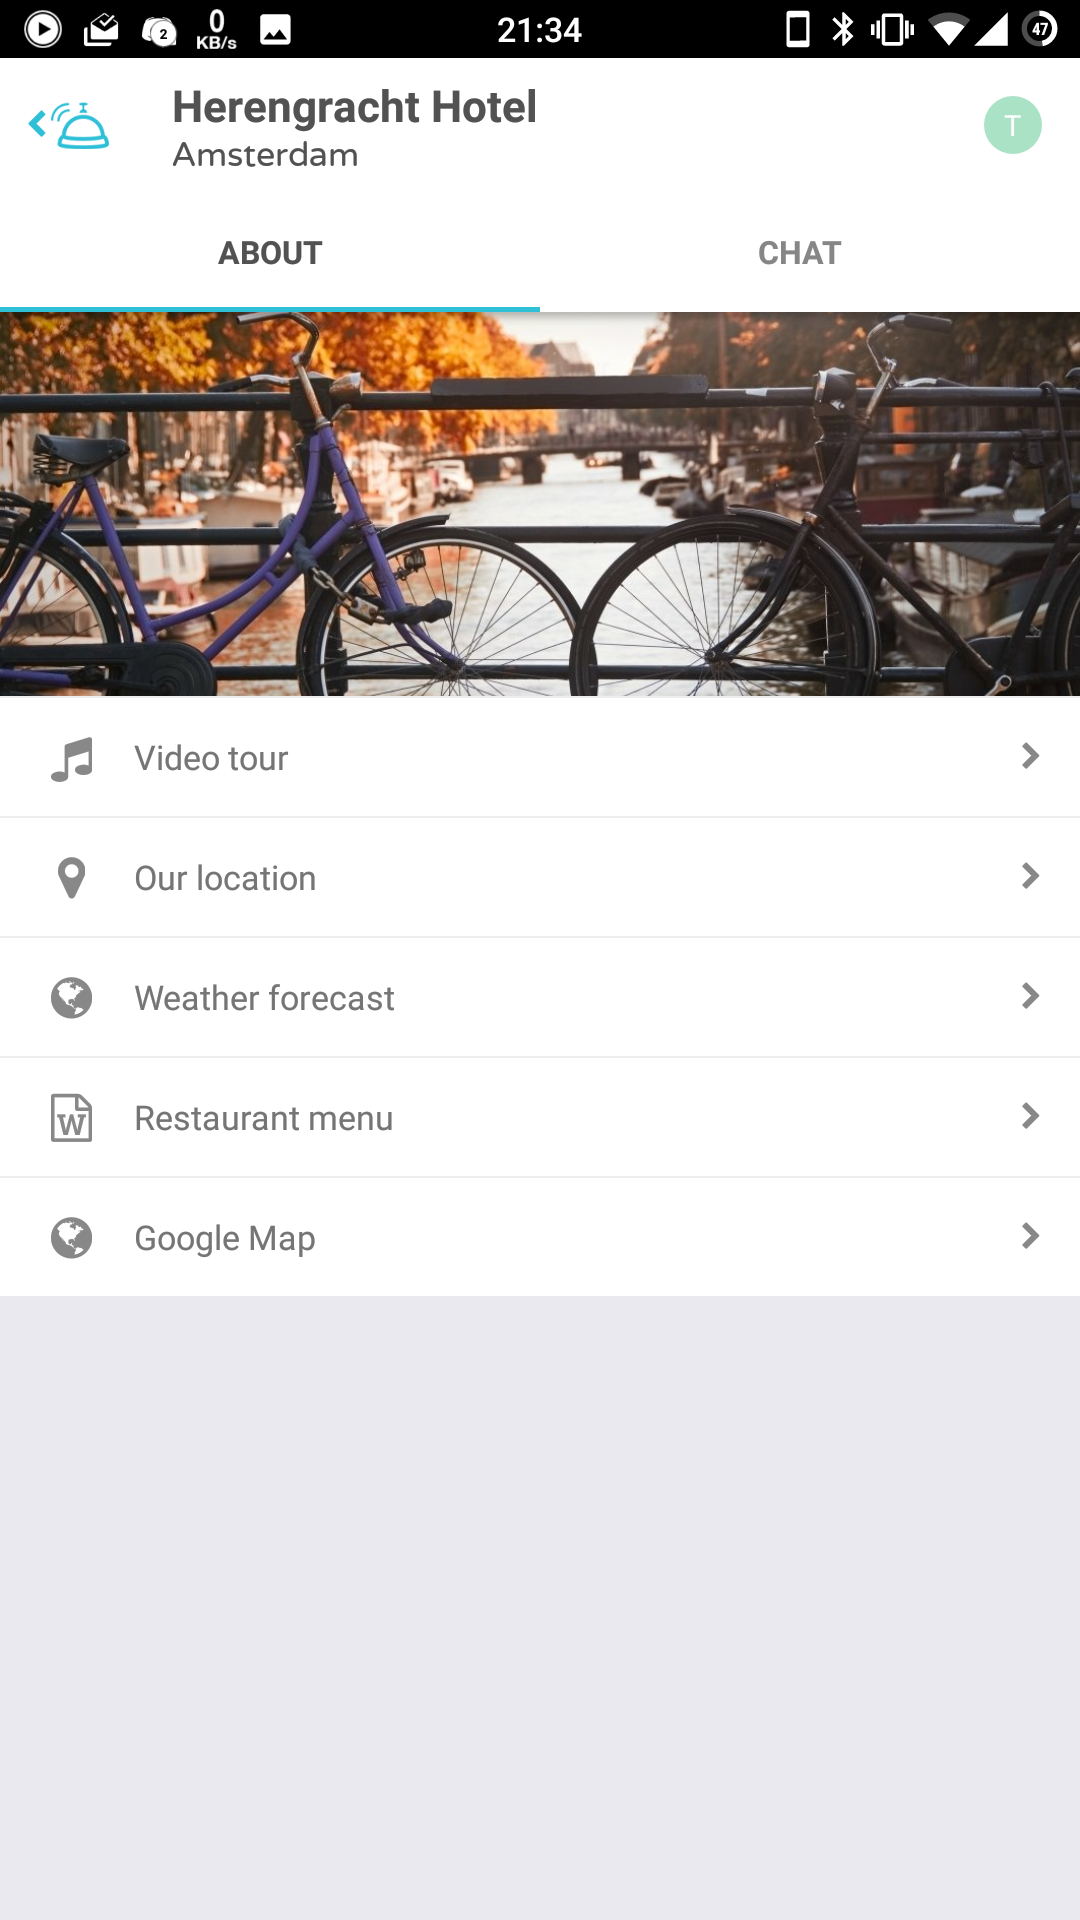 2
0
KB/s
21:34
47
Herengracht Hotel
Amsterdam
T
ABOUT
CHAT
Video tour
Our location
Weather forecast
W
Restaurant menu
Google Map